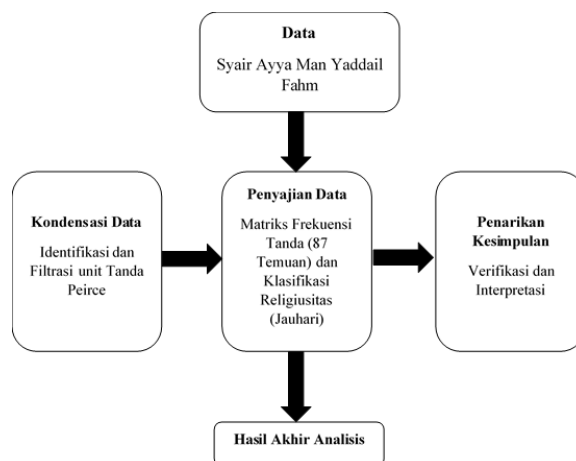 Data
Syair Ayya Man Yaddail
Fahm
Kondensasi Data
Identifikasi dan
Filtrasi unit Tanda
Peirce
Penyajian Data
Matriks Frekuensi
Tanda (87
Temuan) dan
Klasifikasi
Religiusitas
(Jauhari)
Penarikan
Kesimpulan
Verifikasi dan
Interpretasi
Hasil Akhir Analisis